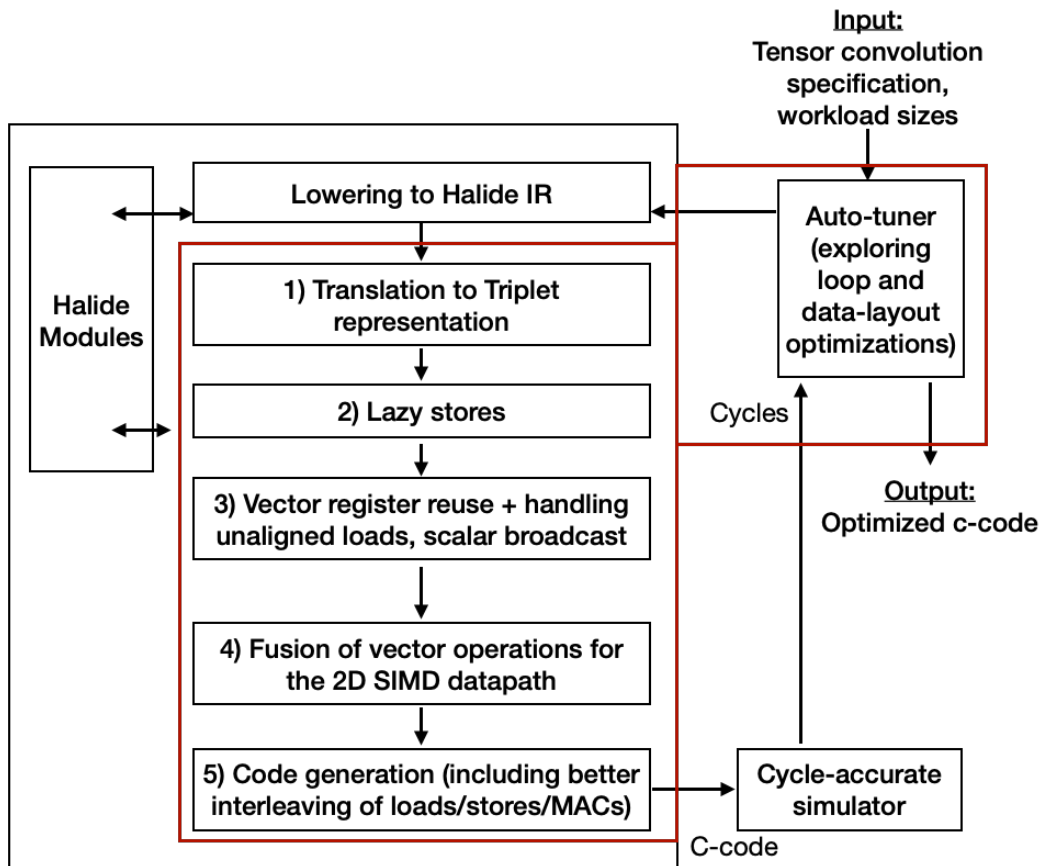 Input:
Tensor convolution
specification,
workload sizes
Lowering to Halide IR
Auto-tuner
(exploring
loop and
data-layout
optimizations)
Halide
Modules
1) Translation to Triplet
representation
2) Lazy stores
Cycles
3) Vector register reuse + handling
unaligned loads, scalar broadcast
Output:
Optimized c-code
4) Fusion of vector operations for
the 2D SIMD datapath
5) Code generation (including better
interleaving of loads/stores/MACs)
Cycle-accurate
simulator
C-code